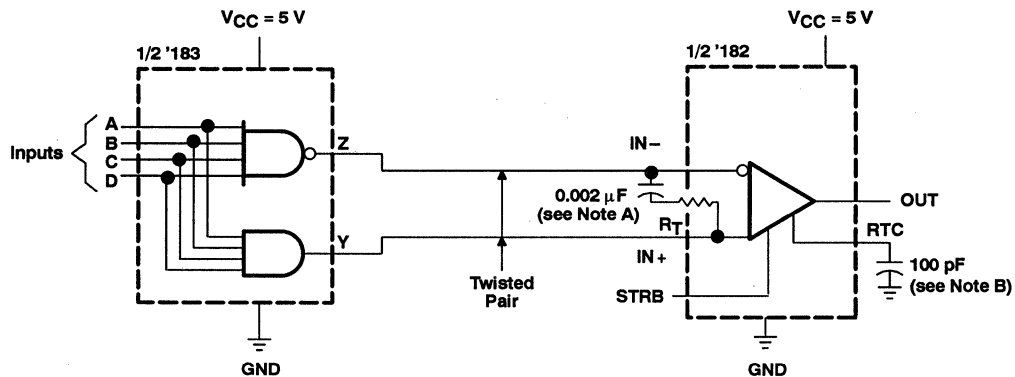 VCC = 5 V
VCC = 5 V
1/2 '183
1/2 '182
Inputs
A
B
C
D
Z
Y
IN−
0.002 μF
(see Note A)
RT
IN+
Twisted
Pair
STRB
OUT
RTC
100 pF
(see Note B)
GND
GND